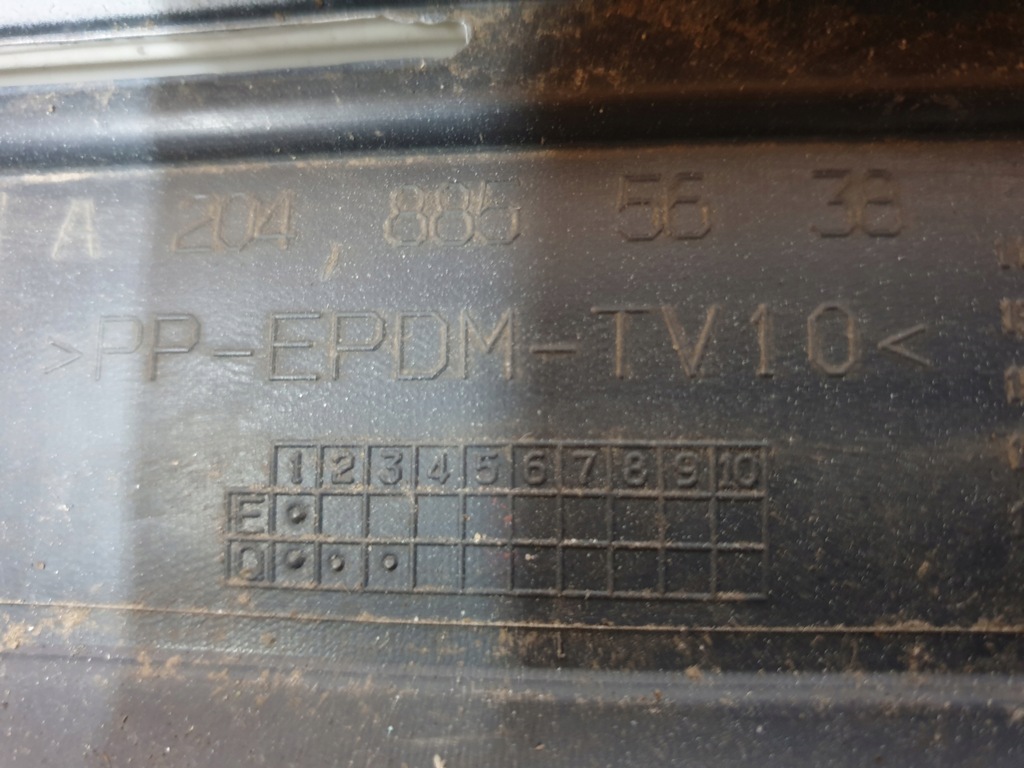 A 204, 885 56 38
>PP-EPDM-TV10<
1 2 3 4 5 6 7 8 9 10
E
Q